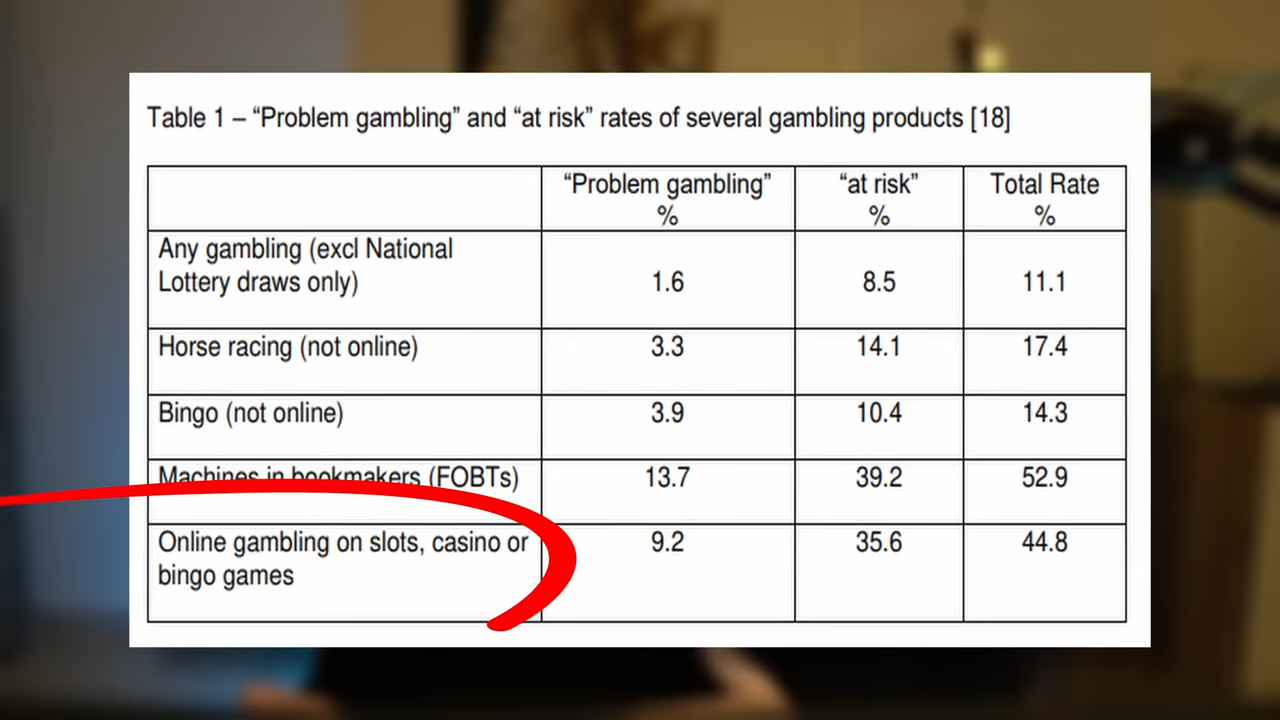 Table 1 – “Problem gambling” and “at risk” rates of several gambling products [18]
“Problem gambling” “at risk” Total Rate
% % %
Any gambling (excl National
Lottery draws only) 1.6 8.5 11.1
Horse racing (not online) 3.3 14.1 17.4
Bingo (not online) 3.9 10.4 14.3
Machines in bookmakers (FOBTs) 13.7 39.2 52.9
Online gambling on slots, casino or 9.2 35.6 44.8
bingo games